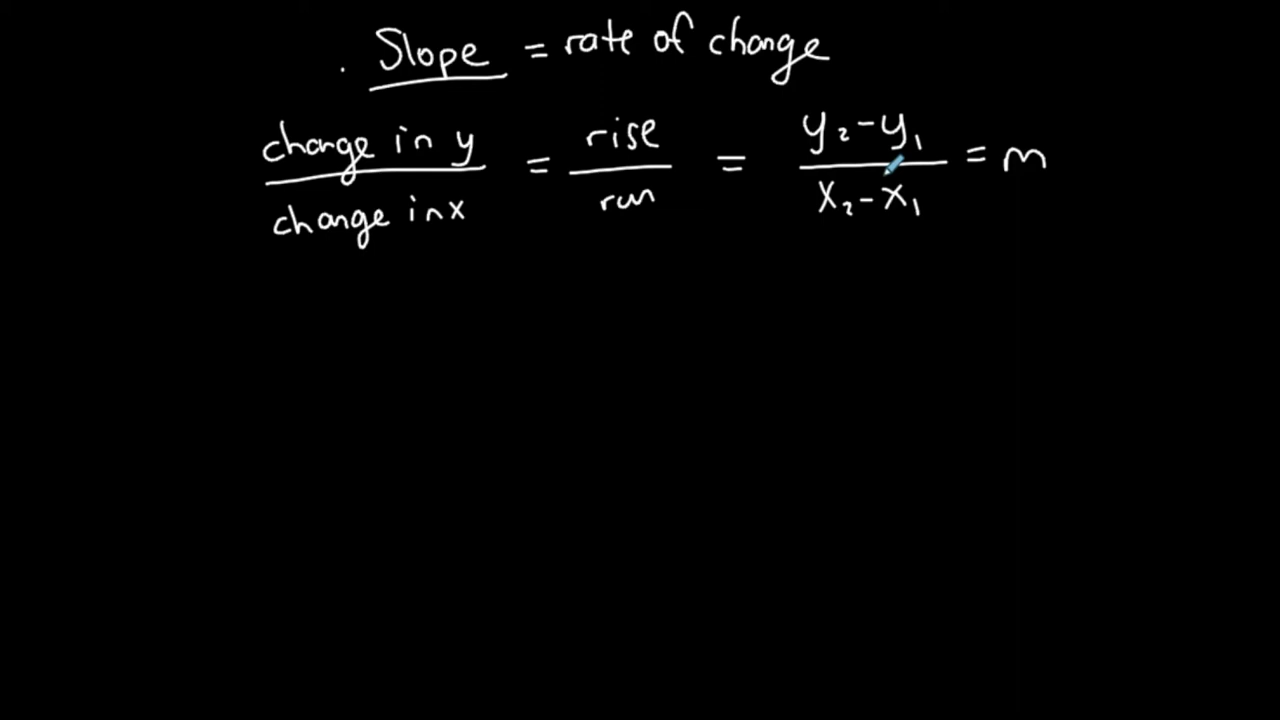 Slope = rate of change
change in y / change in x = rise / run = y₂-y₁ / x₂-x₁ = m